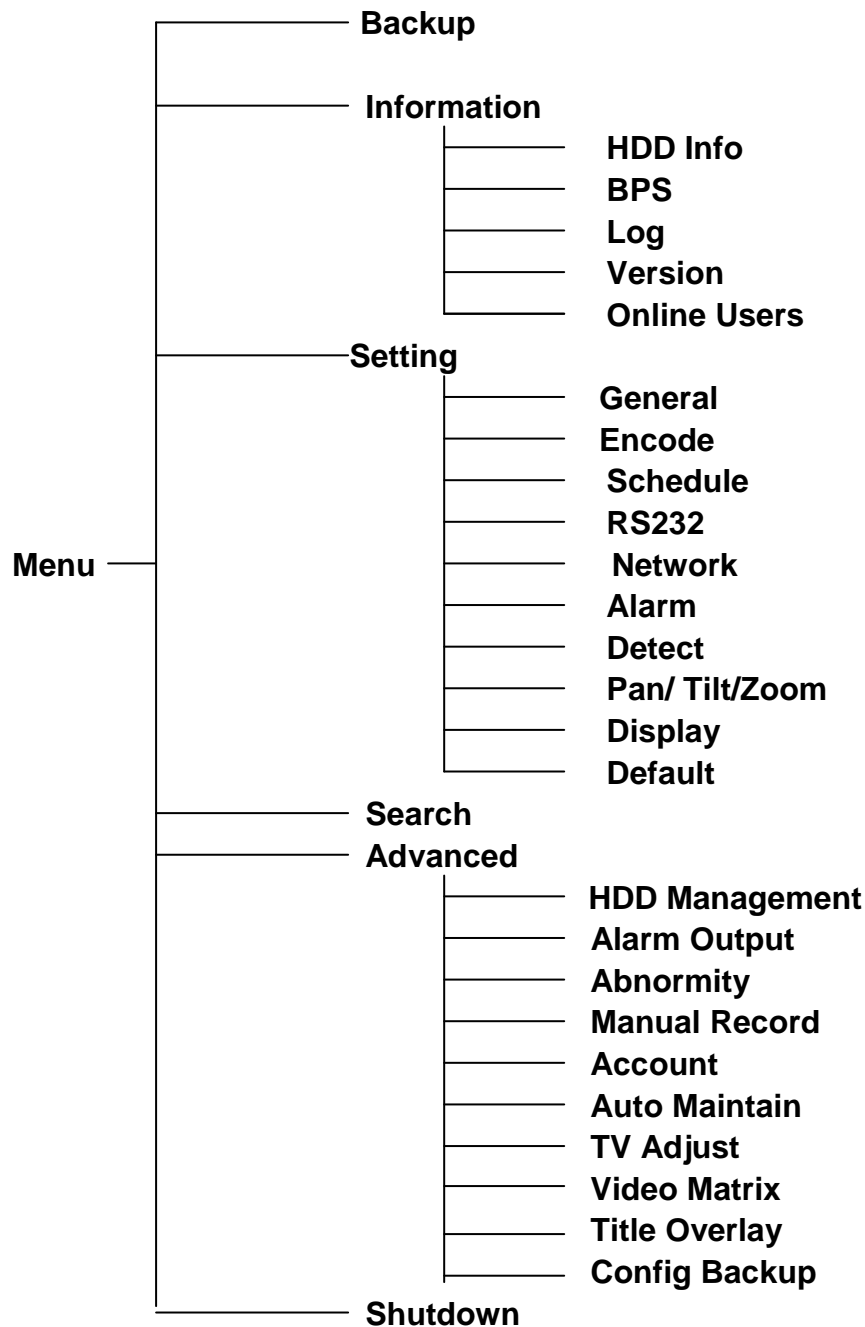 Backup
Information
HDD Info
BPS
Log
Version
Online Users
Setting
General
Encode
Schedule
RS232
Menu
Network
Alarm
Detect
Pan/ Tilt/Zoom
Display
Default
Search
Advanced
HDD Management
Alarm Output
Abnormity
Manual Record
Account
Auto Maintain
TV Adjust
Video Matrix
Title Overlay
Config Backup
Shutdown